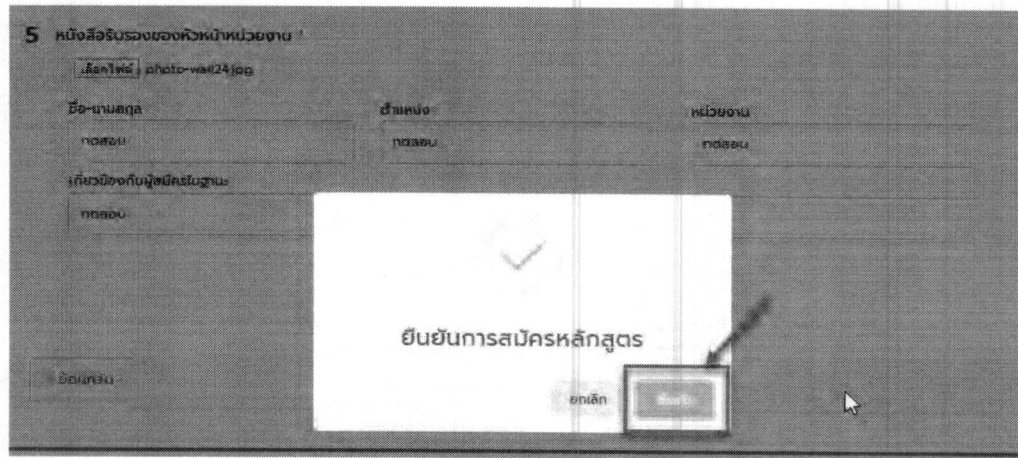 5 หนังสือรับรองของหัวหน้าหน่วยงาน *
เลือกไฟล์ photo-wall24.jpg
ชื่อ-นามสกุล ตำแหน่ง หน่วยงาน
ทดสอบ ทดสอบ ทดสอบ
เกี่ยวข้องกับผู้สมัครในฐานะ
ทดสอบ
ยืนยันการสมัครหลักสูตร
ย้อนกลับ
ยกเลิก